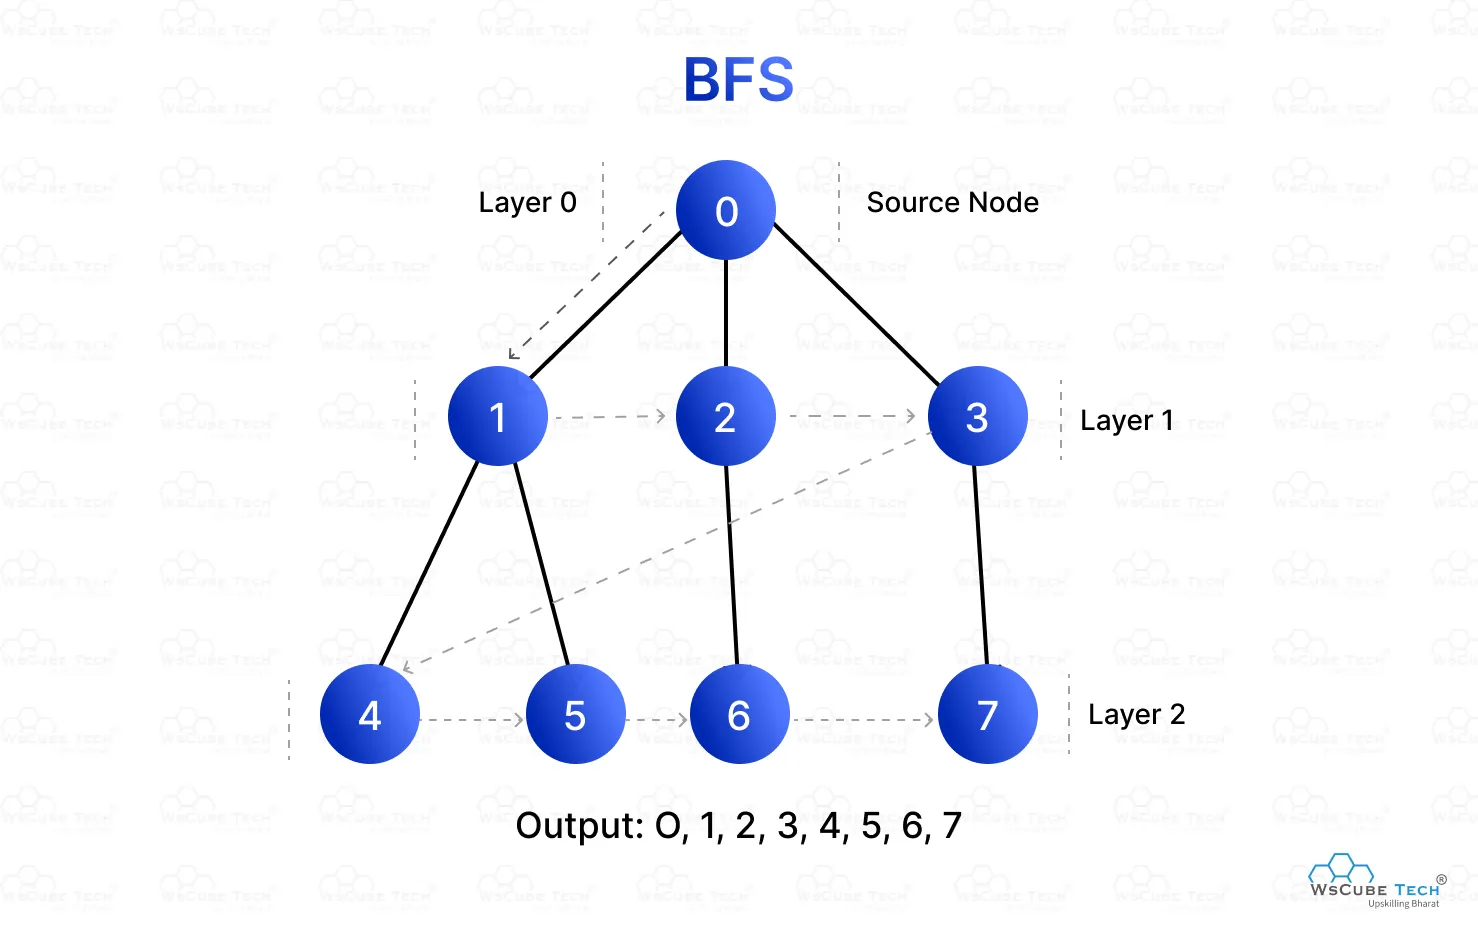 BFS
Layer 0
0
Source Node
1
2
3
Layer 1
4
5
6
7
Layer 2
Output: O, 1, 2, 3, 4, 5, 6, 7
WsCube Tech®
Upskilling Bharat